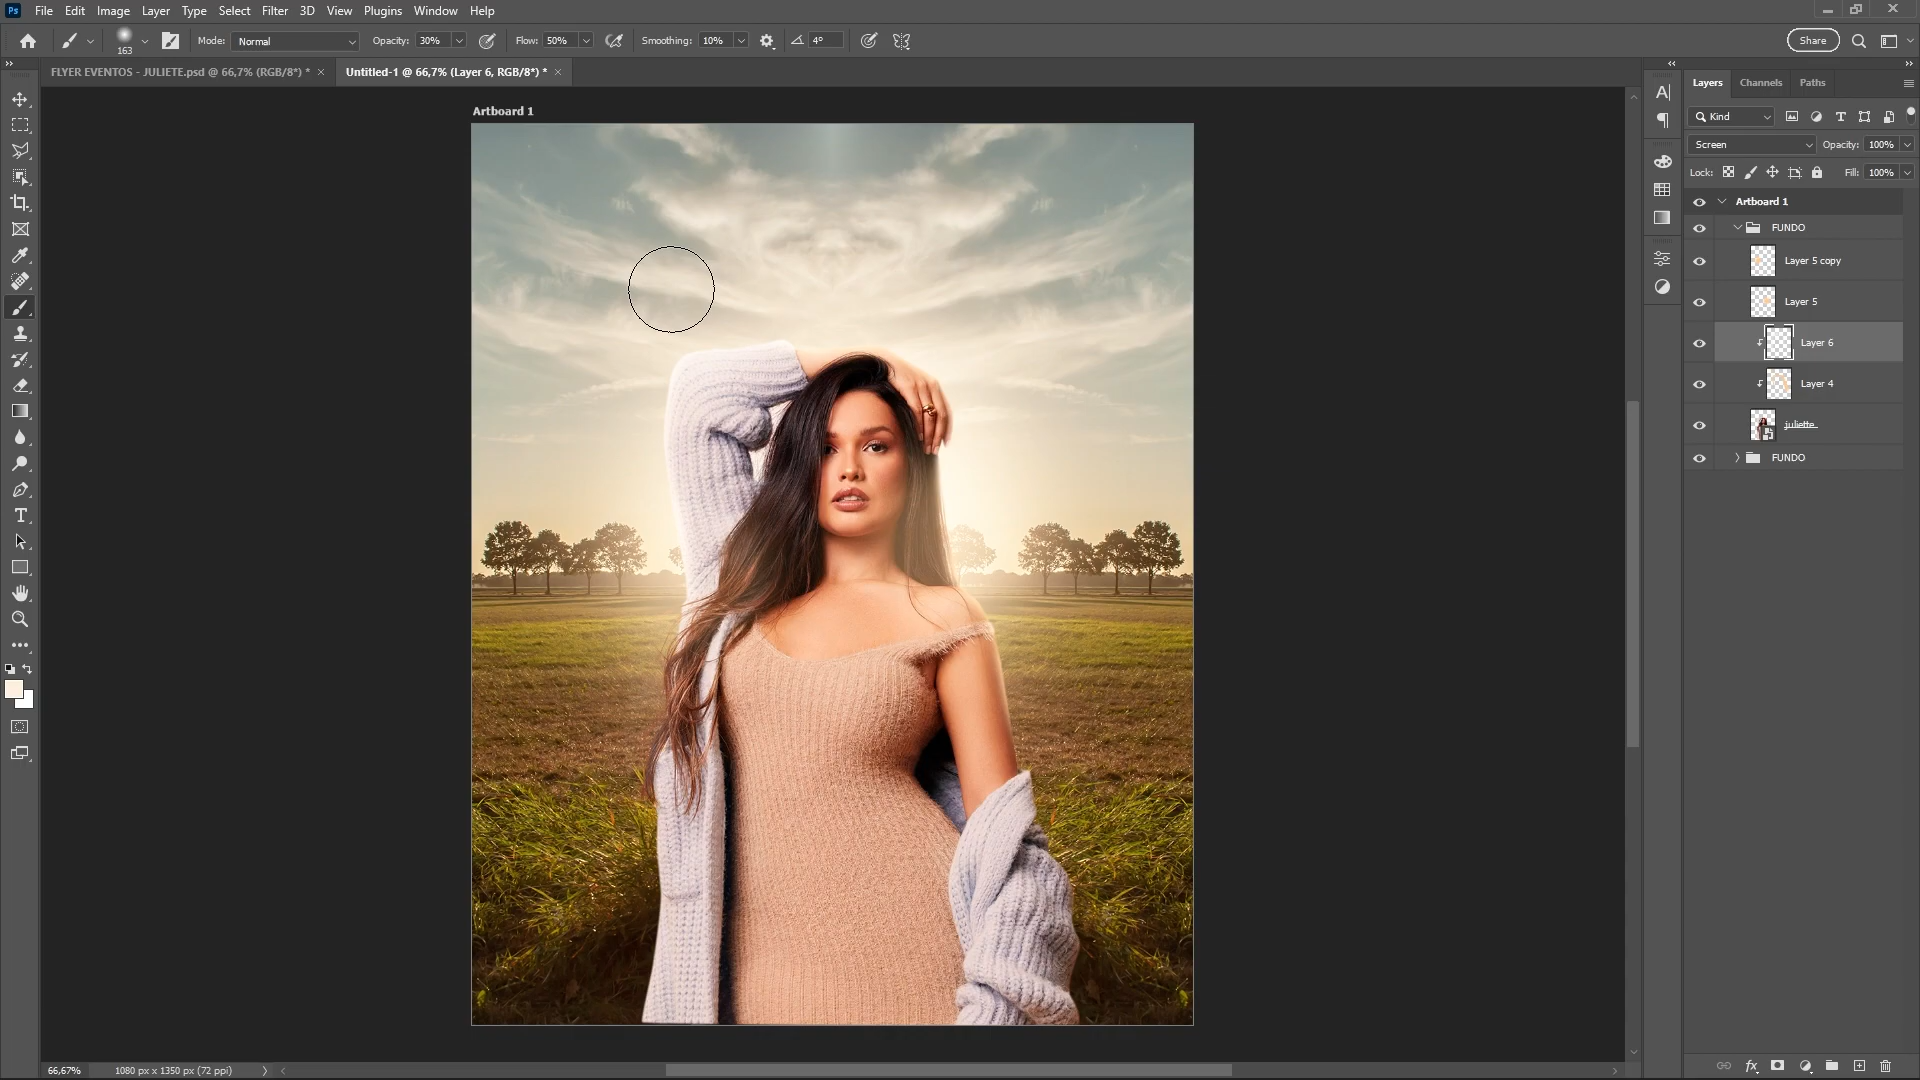 Ps File Edit Image Layer Type Select Filter 3D View Plugins Window Help
163 Mode: Normal Opacity: 30% Flow: 50% Smoothing: 10% 4° Share
FLYER EVENTOS - JULIETE.psd @ 66,7% (RGB/8*) * × Untitled-1 @ 66,7% (Layer 6, RGB/8*) * ×
Layers Channels Paths
Artboard 1
Kind
Screen Opacity: 100%
Lock: Fill: 100%
Artboard 1
FUNDO
Layer 5 copy
Layer 5
Layer 6
Layer 4
juliette
FUNDO
66,67% 1080 px x 1350 px (72 ppi)